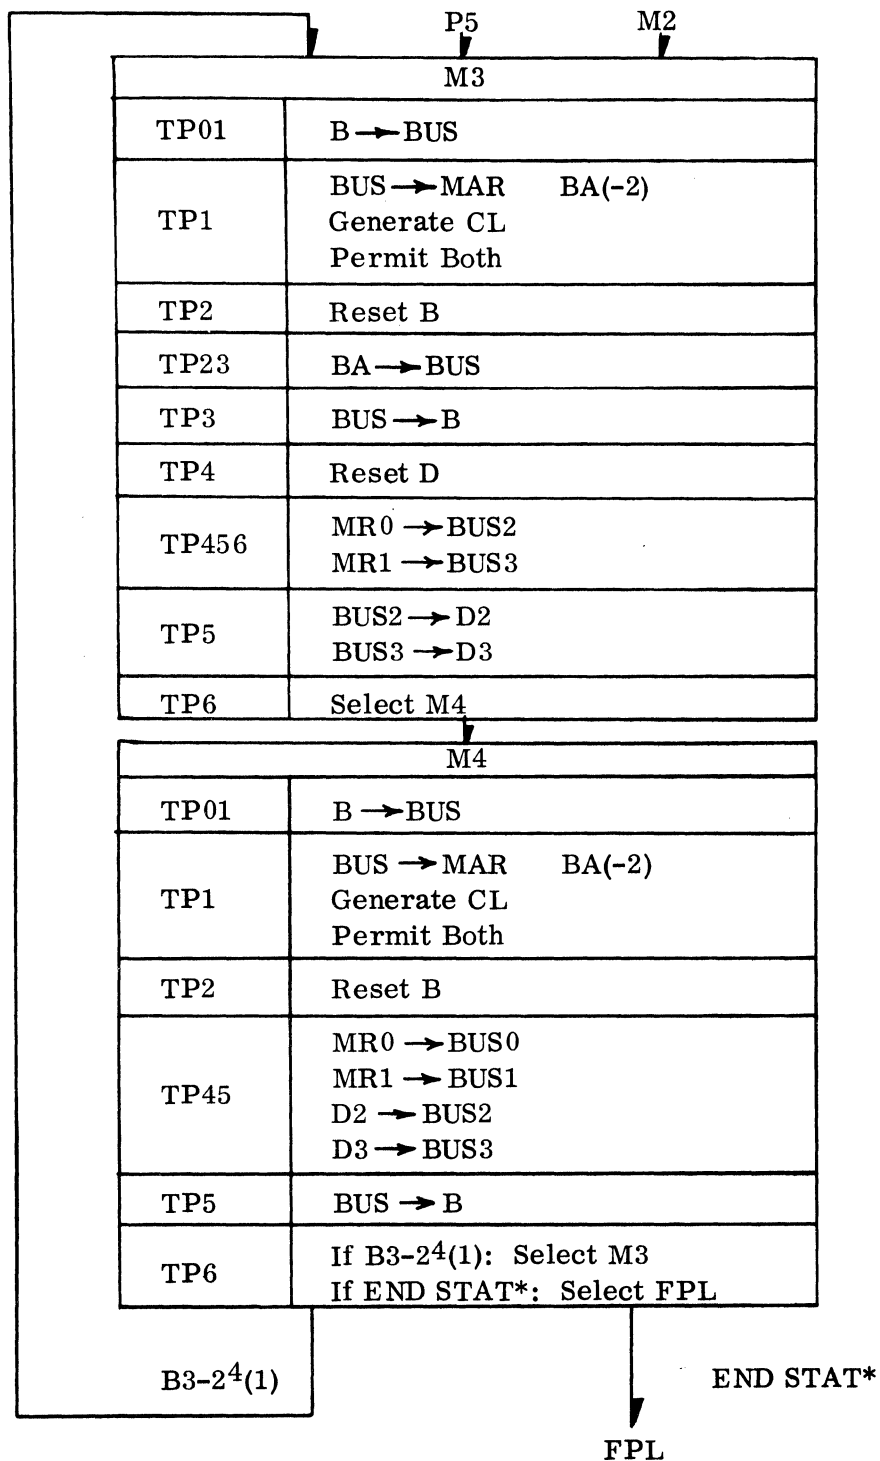 P5 M2
M3
TP01 B → BUS
TP1 BUS → MAR BA(-2)
Generate CL
Permit Both
TP2 Reset B
TP23 BA → BUS
TP3 BUS → B
TP4 Reset D
TP456 MR0 → BUS2
MR1 → BUS3
TP5 BUS2 → D2
BUS3 → D3
TP6 Select M4
M4
TP01 B → BUS
TP1 BUS → MAR BA(-2)
Generate CL
Permit Both
TP2 Reset B
TP45 MR0 → BUS0
MR1 → BUS1
D2 → BUS2
D3 → BUS3
TP5 BUS → B
TP6 If B3-2⁴(1): Select M3
If END STAT*: Select FPL
B3-2⁴(1) END STAT*
FPL